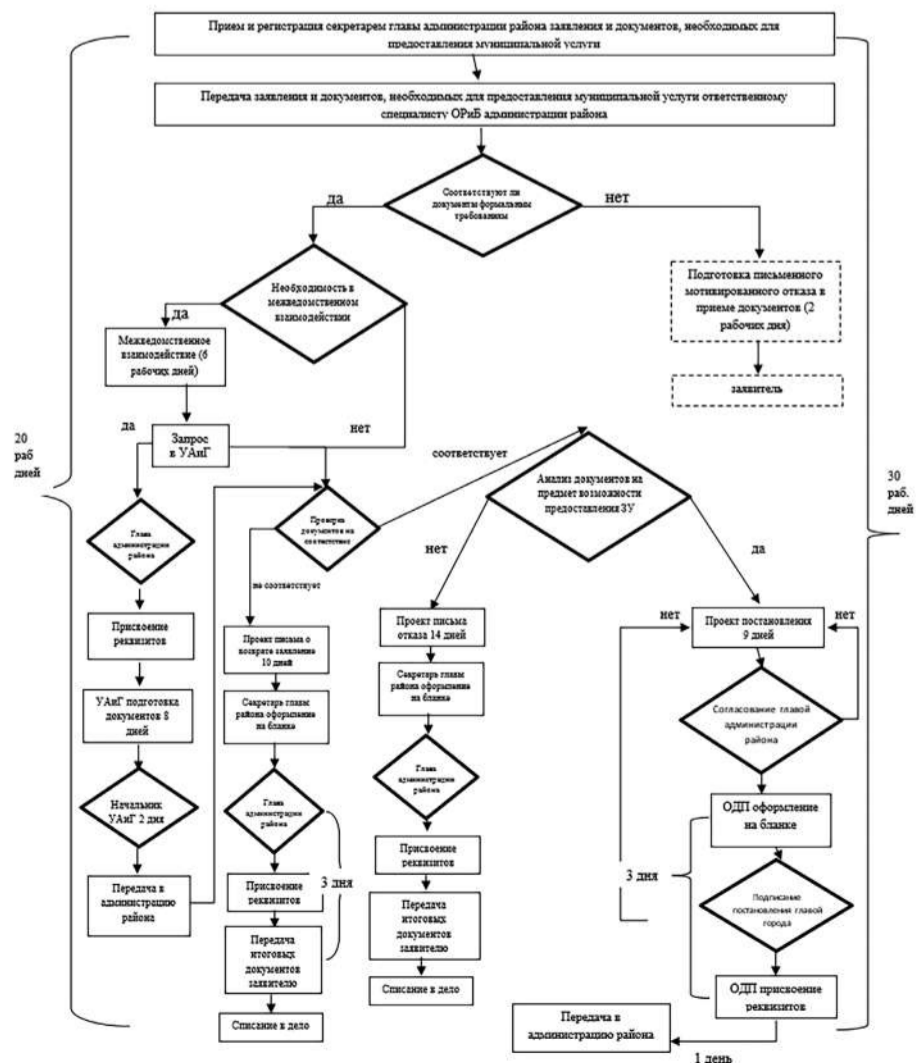 Прием и регистрация секретарем главы администрации района заявления и документов, необходимых для
предоставления муниципальной услуги
Передача заявления и документов, необходимых для предоставления муниципальной услуги ответственному
специалисту ОРиБ администрации района
Соответствуют ли
документы формальным
требованиям
да
нет
Необходимость в
межведомственном
взаимодействии
Подготовка письменного
мотивированного отказа в
приеме документов (2
рабочих дня)
заявитель
да
Межведомственное
взаимодействие (6
рабочих дней)
да
Запрос
в УАиГ
нет
соответствует
20
раб
дней
30
раб.
дней
Анализ документов на
предмет возможности
предоставления ЗУ
Проверка
документов на
соответствие
Глава
администрации
района
нет
да
не соответствует
Присвоение
реквизитов
Проект письма о
возврате заявление
10 дней
Проект письма
отказа 14 дней
нет
Проект постановления
9 дней
нет
УАиГ подготовка
документов 8
дней
Секретарь главы
района оформление
на бланке
Секретарь главы
района оформление
на бланке
Согласование главой
администрации
района
Начальник
УАиГ 2 дня
Глава
администрации
района
Глава
администрации
района
ОДП оформление
на бланке
Передача в
администрацию
района
Присвоение
реквизитов
3 дня
Присвоение
реквизитов
3 дня
Подписание
постановления главой
города
Передача
итоговых
документов
заявителю
Передача
итоговых
документов
заявителю
Списание в дело
Списание в дело
ОДП присвоение
реквизитов
Передача в
администрацию района
1 день